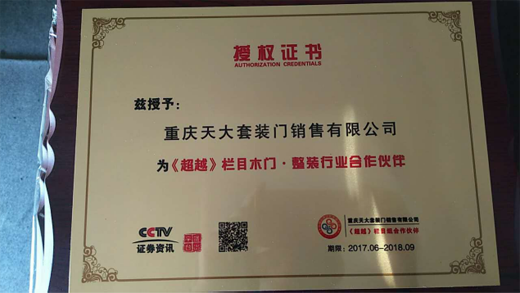 授权证书
AUTHORIZATION CREDENTIALS
兹授予：
重庆天大套装门销售有限公司
为《超越》栏目木门·整装行业合作伙伴
CCTV
证券资讯
重庆天大套装门销售有限公司
《超越》栏目组合作伙伴
期限：2017.06-2018.09